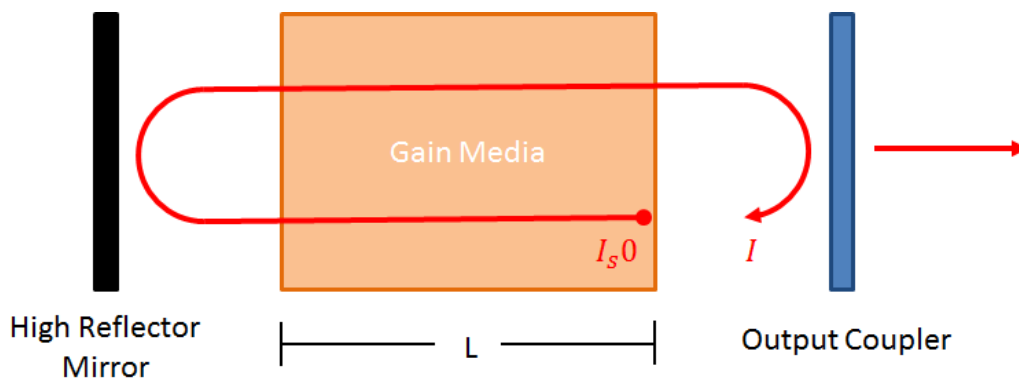 Gain Media
I_s0
I
High Reflector
Mirror
L
Output Coupler